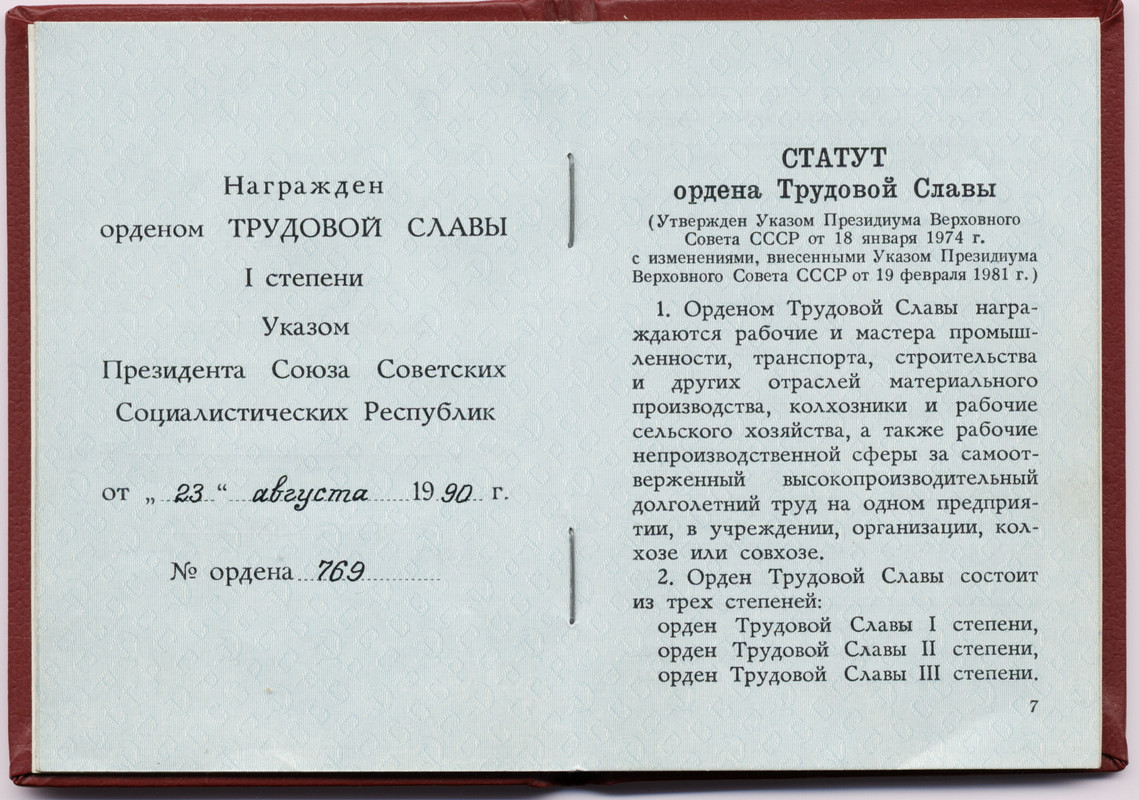 Награжден
орденом ТРУДОВОЙ СЛАВЫ
I степени
Указом
Президента Союза Советских
Социалистических Республик
от „ 23 “ августа 1990 г.
№ ордена 769
СТАТУТ
ордена Трудовой Славы
(Утвержден Указом Президиума Верховного
Совета СССР от 18 января 1974 г.
с изменениями, внесенными Указом Президиума
Верховного Совета СССР от 19 февраля 1981 г.)
1. Орденом Трудовой Славы награ-
ждаются рабочие и мастера промыш-
ленности, транспорта, строительства
и других отраслей материального
производства, колхозники и рабочие
сельского хозяйства, а также рабочие
непроизводственной сферы за самоот-
верженный высокопроизводительный
долголетний труд на одном предприя-
тии, в учреждении, организации, кол-
хозе или совхозе.
2. Орден Трудовой Славы состоит
из трех степеней:
орден Трудовой Славы I степени,
орден Трудовой Славы II степени,
орден Трудовой Славы III степени.
7